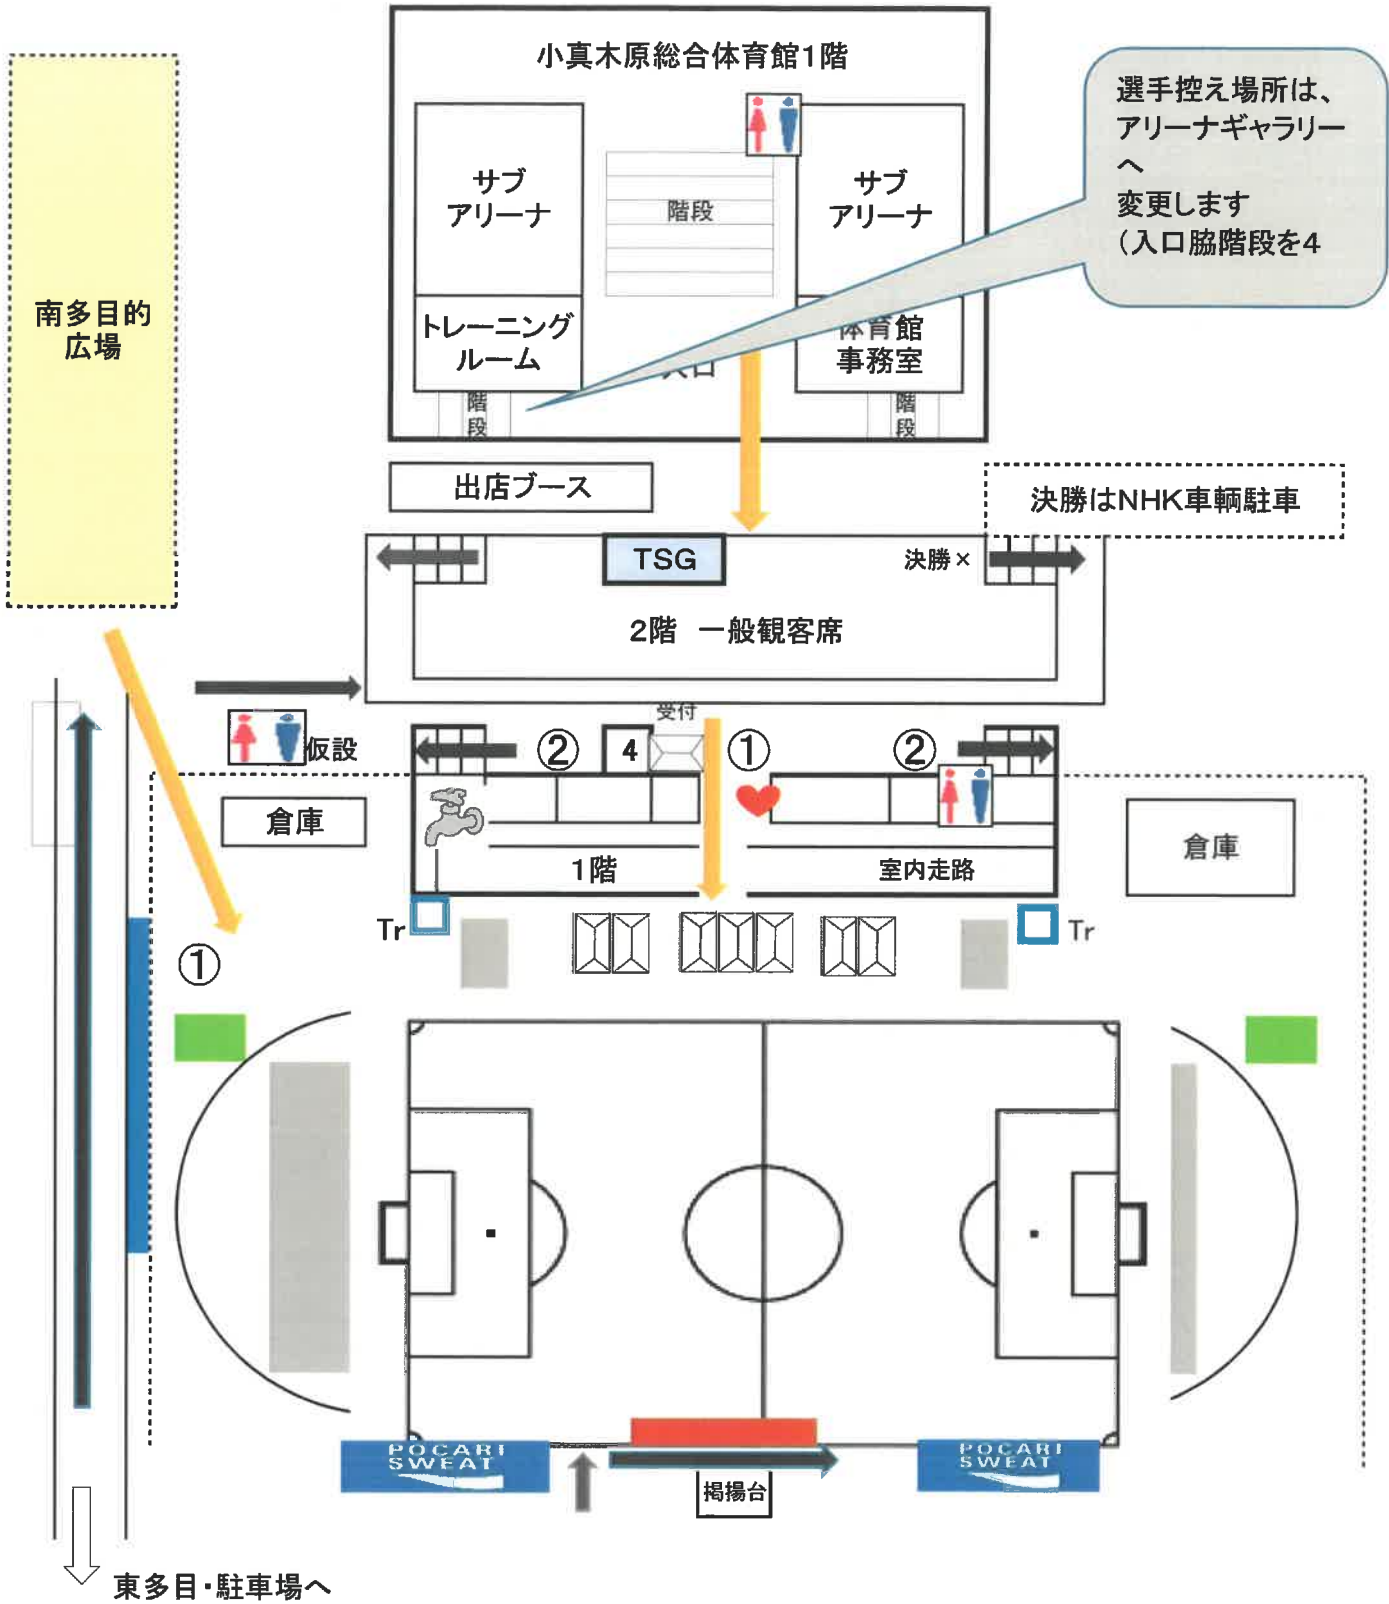 小真木原総合体育館1階
選手控え場所は、
アリーナギャラリー
へ
変更します
(入口脇階段を4
サブ
アリーナ
階段
サブ
アリーナ
南多目的
広場
トレーニング
ルーム
体育館
事務室
入口
階
段
階
段
出店ブース
決勝はNHK車輌駐車
TSG
決勝×
2階 一般観客席
受付
仮設
②
4
①
②
倉庫
倉庫
1階
室内走路
Tr
Tr
①
POCARI
SWEAT
POCARI
SWEAT
掲揚台
東多目・駐車場へ